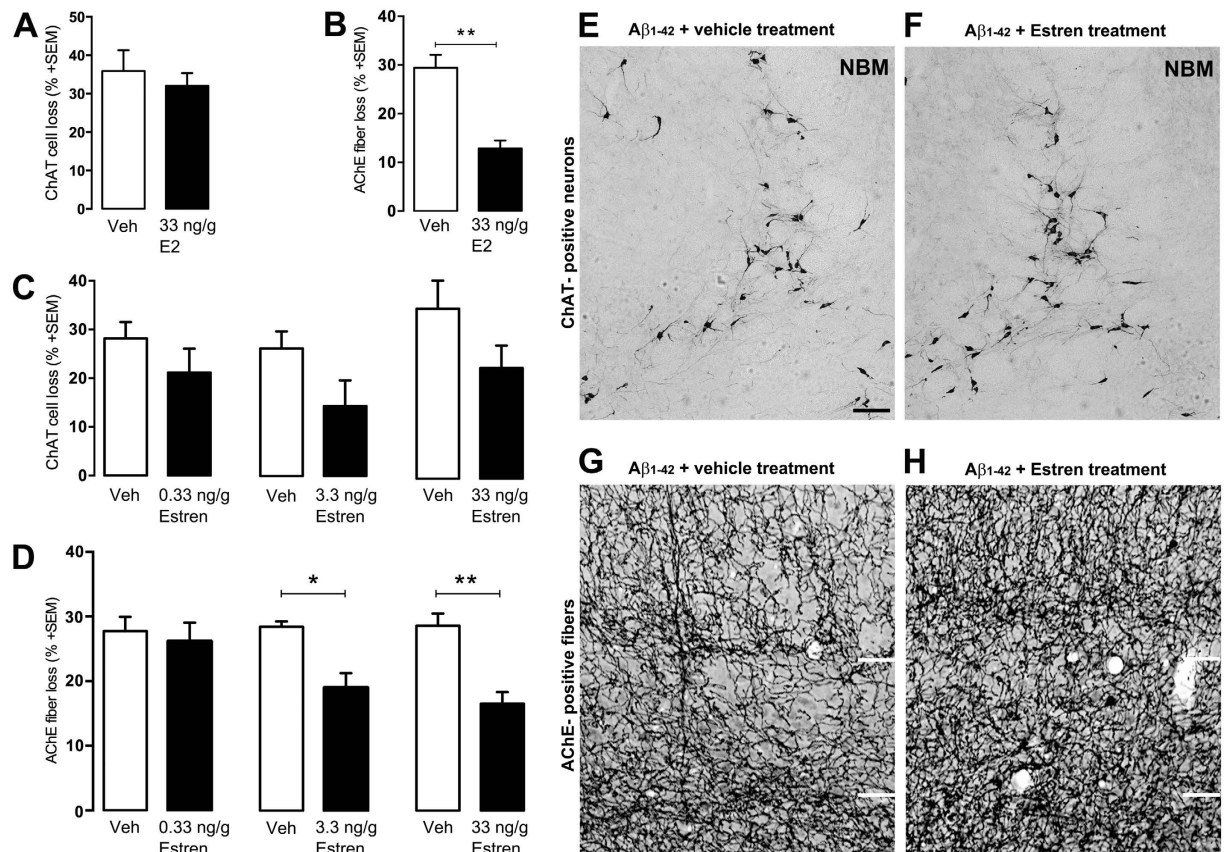 A
ChAT cell loss (% +SEM)
50
40
30
20
10
0
Veh
33 ng/g
E2
B
AChE fiber loss (% +SEM)
40
30
20
10
0
**
Veh
33 ng/g
E2
C
ChAT cell loss (% +SEM)
40
30
20
10
0
Veh
0.33 ng/g
Estren
Veh
3.3 ng/g
Estren
Veh
33 ng/g
Estren
D
AChE fiber loss (% +SEM)
40
30
20
10
0
*
**
Veh
0.33 ng/g
Estren
Veh
3.3 ng/g
Estren
Veh
33 ng/g
Estren
E
Aβ1-42 + vehicle treatment
NBM
F
Aβ1-42 + Estren treatment
NBM
ChAT- positive neurons
G
Aβ1-42 + vehicle treatment
H
Aβ1-42 + Estren treatment
AChE- positive fibers